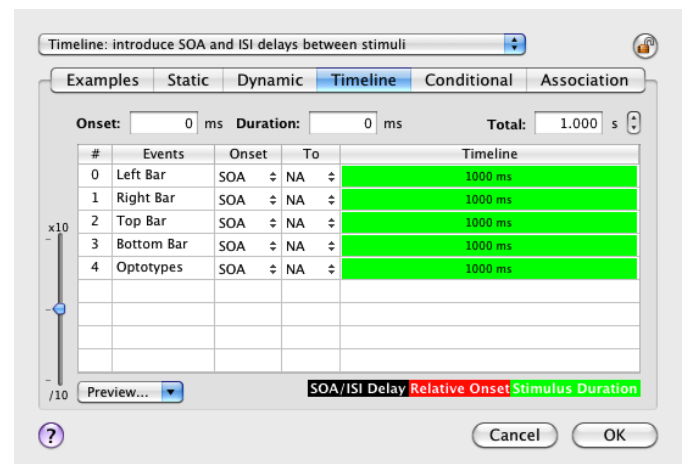 Timeline: introduce SOA and ISI delays between stimuli
Examples Static Dynamic Timeline Conditional Association
Onset: 0 ms Duration: 0 ms Total: 1.000 s
# Events Onset To Timeline
0 Left Bar SOA NA 1000 ms
1 Right Bar SOA NA 1000 ms
2 Top Bar SOA NA 1000 ms
3 Bottom Bar SOA NA 1000 ms
4 Optotypes SOA NA 1000 ms
x10
/10 Preview... SOA/ISI Delay Relative Onset Stimulus Duration
? Cancel OK